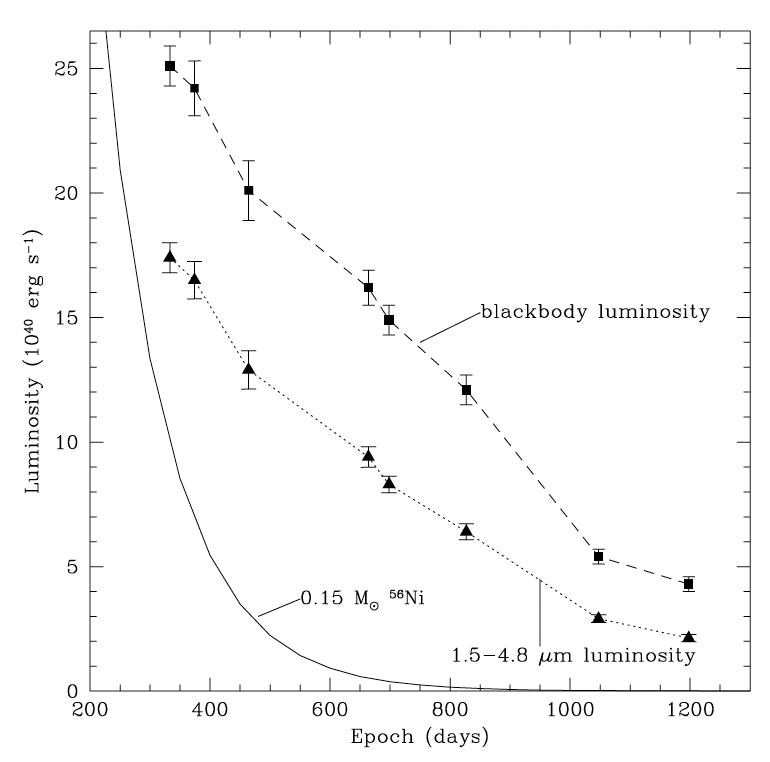 25
20
15
10
5
0
Luminosity (10⁴⁰ erg s⁻¹)
blackbody luminosity
0.15 M⊙ ⁵⁶Ni
1.5−4.8 μm luminosity
200 400 600 800 1000 1200
Epoch (days)